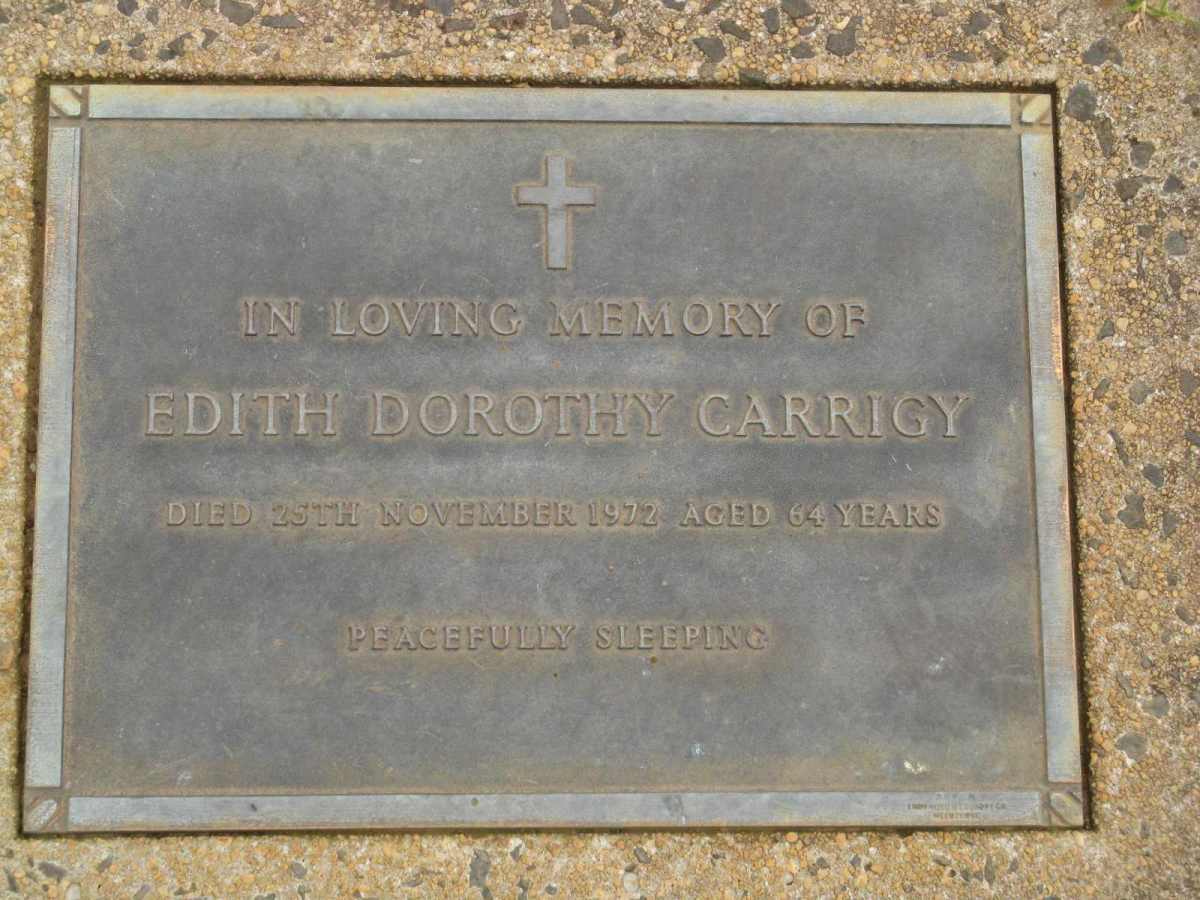 IN LOVING MEMORY OF
EDITH DOROTHY CARRIGY
DIED 25TH NOVEMBER 1972 AGED 64 YEARS
PEACEFULLY SLEEPING